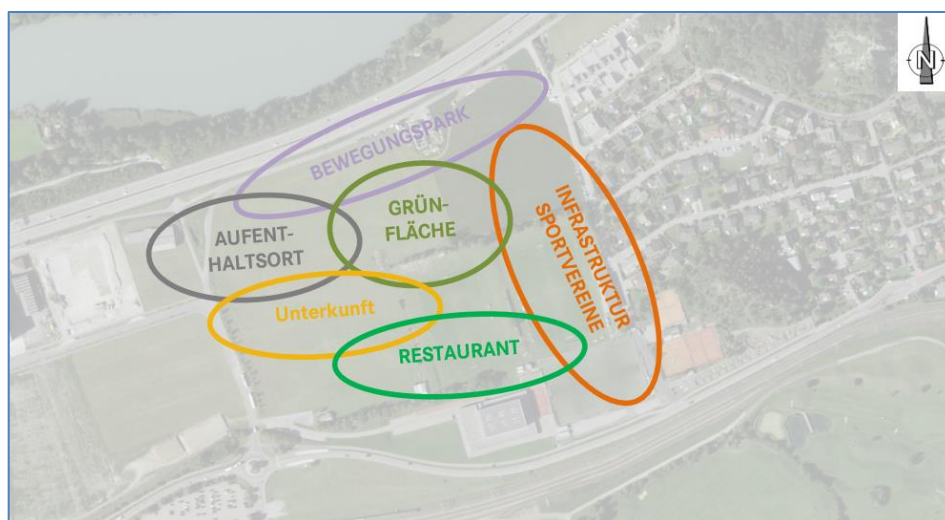 N
BEWEGUNGSPARK
GRÜN-
FLÄCHE
AUFENT-
HALTSORT
INFRASTRUKTUR
SPORTVEREINE
Unterkunft
RESTAURANT